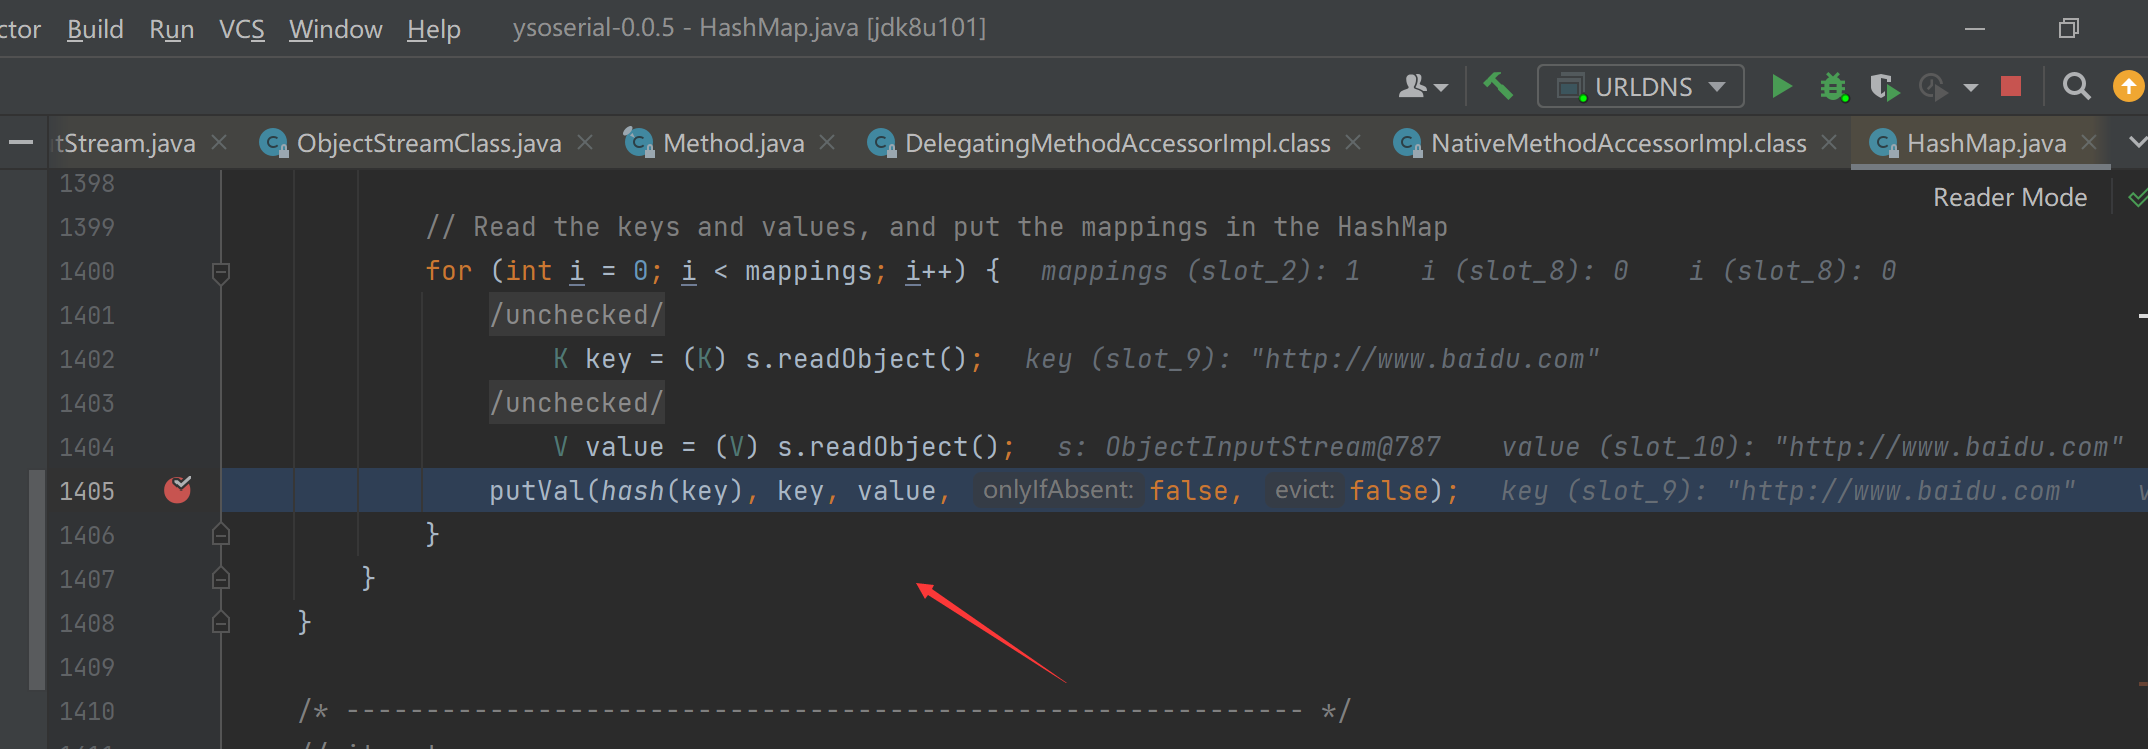 ctor Build Run VCS Window Help ysoserial-0.0.5 - HashMap.java [jdk8u101]
URLDNS
tStream.java ObjectStreamClass.java Method.java DelegatingMethodAccessorImpl.class NativeMethodAccessorImpl.class HashMap.java
Reader Mode
1398
1399 // Read the keys and values, and put the mappings in the HashMap
1400 for (int i = 0; i < mappings; i++) { mappings (slot_2): 1 i (slot_8): 0 i (slot_8): 0
1401 /unchecked/
1402 K key = (K) s.readObject(); key (slot_9): "http://www.baidu.com"
1403 /unchecked/
1404 V value = (V) s.readObject(); s: ObjectInputStream@787 value (slot_10): "http://www.baidu.com"
1405 putVal(hash(key), key, value, onlyIfAbsent: false, evict: false); key (slot_9): "http://www.baidu.com" v
1406 }
1407 }
1408 }
1409
1410 /* ------------------------------------------------------------ */